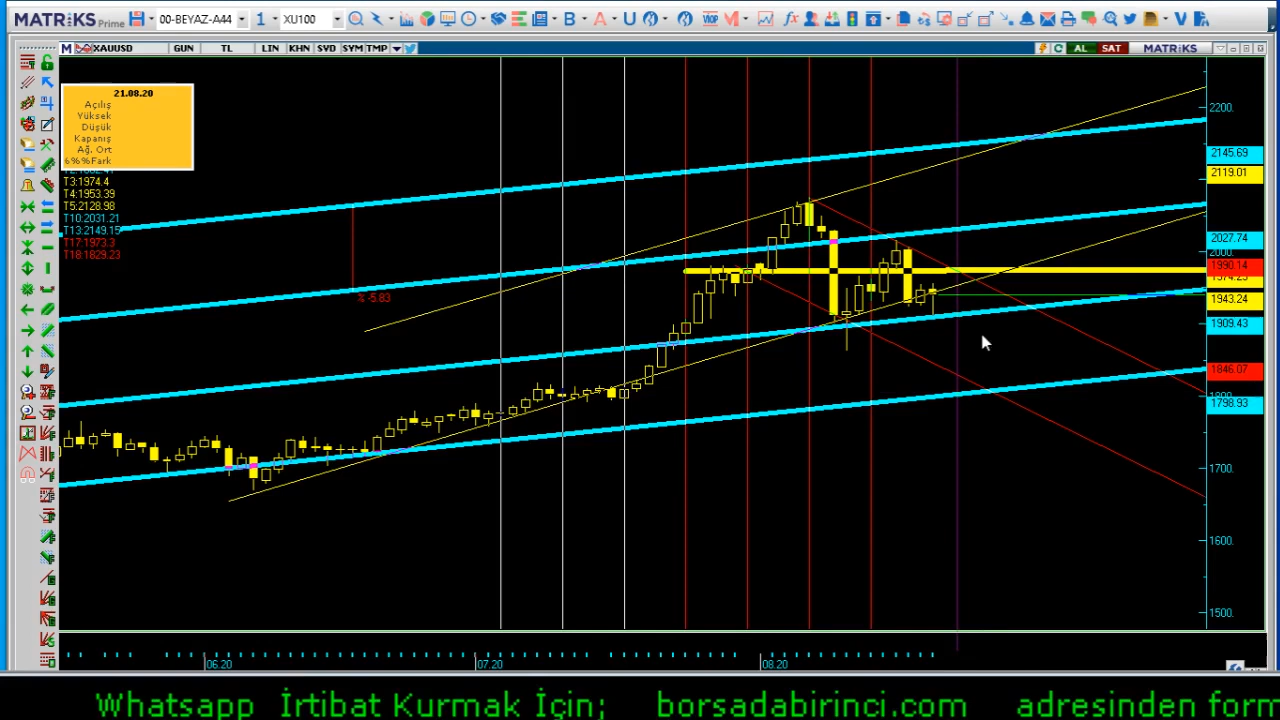 MATRiKS Prime 00-BEYAZ-A44 1 XU100 B A U VIOP M fx V
M XAUUSD GUN TL LIN KHN SVD SYM TMP C AL SAT MATRiKS
21.08.20
Açılış
Yüksek
Düşük
Kapanış
Ağ. Ort
%%Fark
T3:1974.4
T4:1953.39
T5:2128.98
T10:2031.21
T13:2149.15
T17:1973.3
T18:1829.23
% -5.83
2200.
2145.69
2119.01
2027.74
2000.
1943.24
1909.43
1846.07
1798.93
1700.
1600.
1500.
06.20 07.20 08.20
Whatsapp İrtibat Kurmak İçin; borsadabirinci.com adresinden form